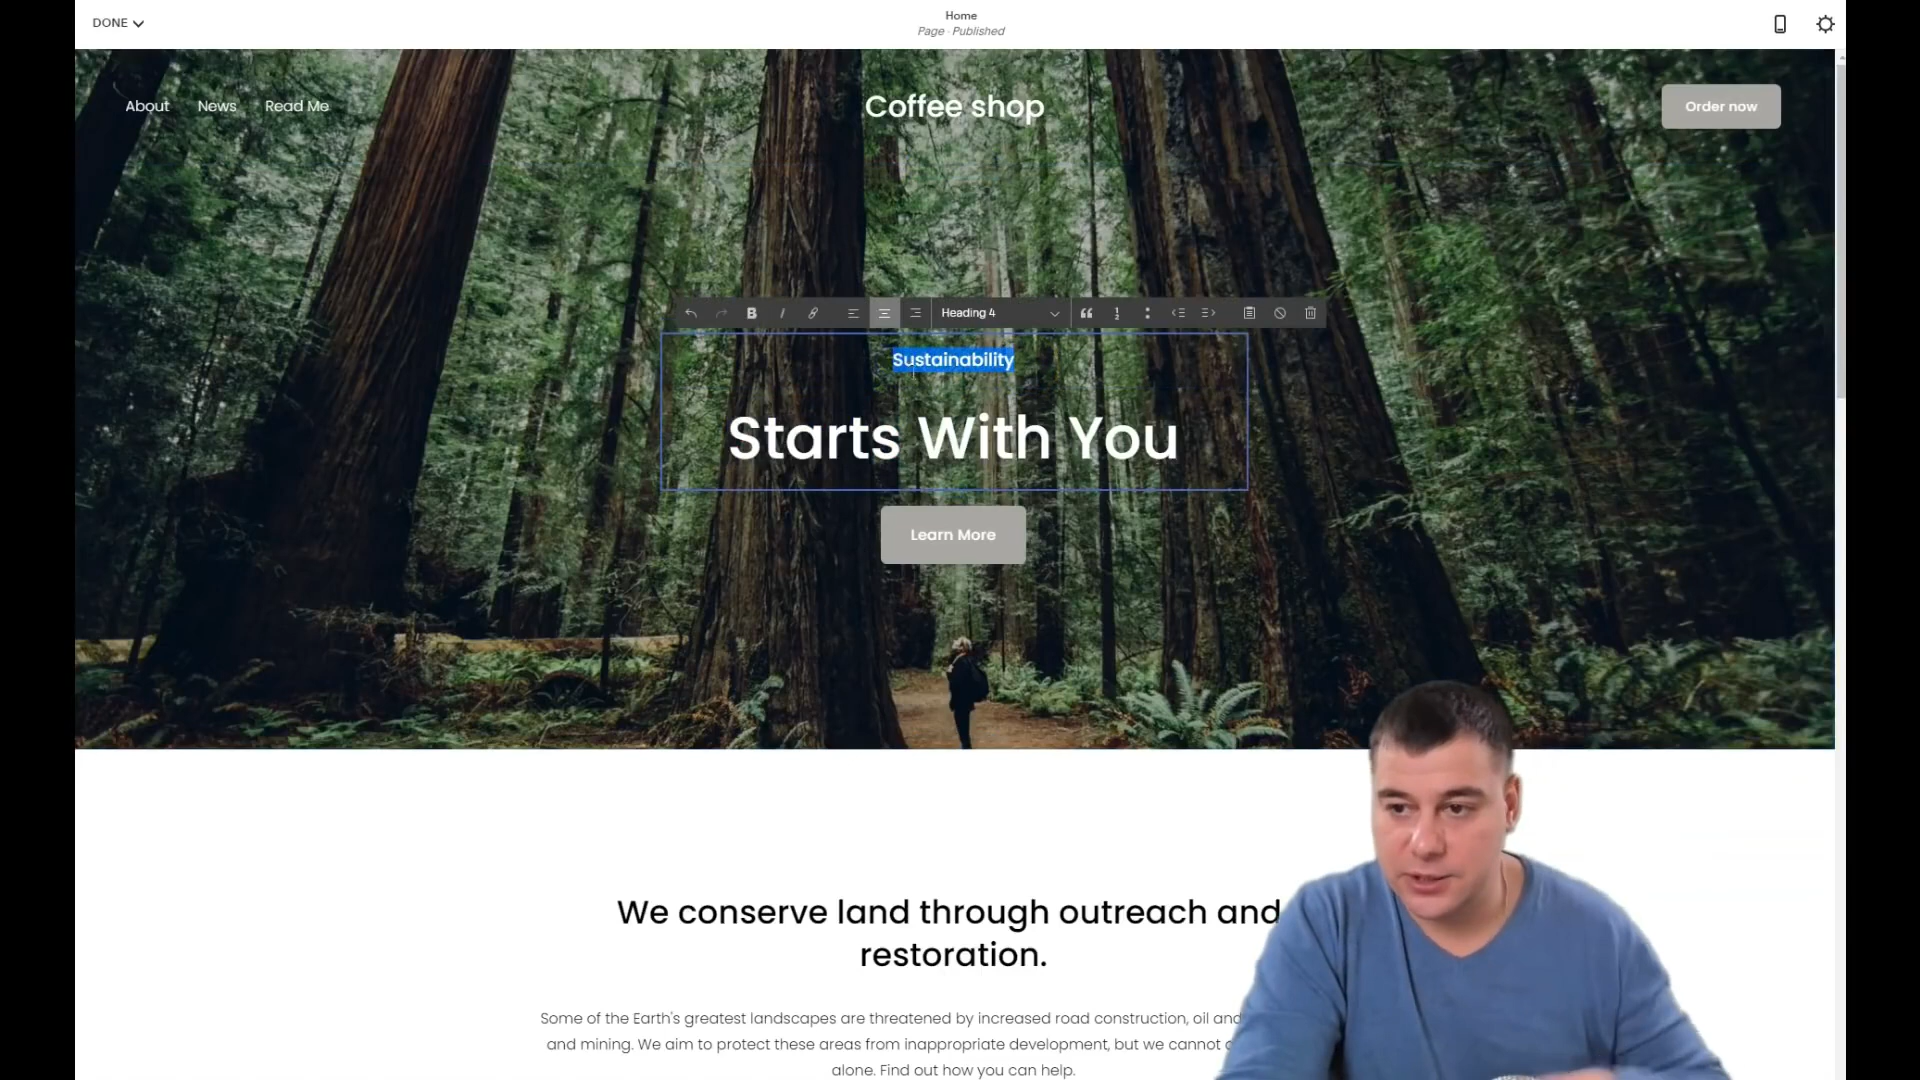 DONE
Home
Page · Published
About News Read Me
Coffee shop
Order now
B I Heading 4
Sustainability
Starts With You
Learn More
We conserve land through outreach and
restoration.
Some of the Earth's greatest landscapes are threatened by increased road construction, oil and
and mining. We aim to protect these areas from inappropriate development, but we cannot
alone. Find out how you can help.